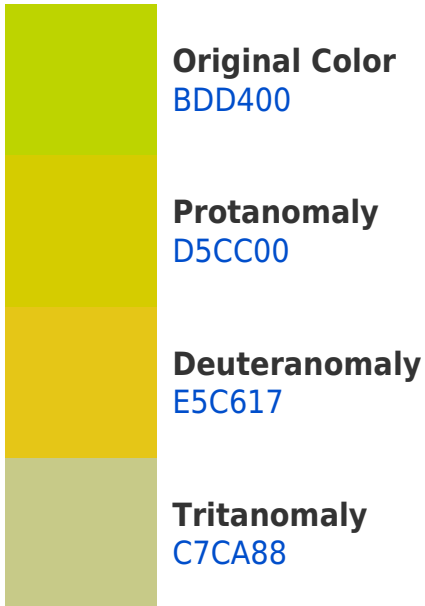 Original Color
BDD400
Protanomaly
D5CC00
Deuteranomaly
E5C617
Tritanomaly
C7CA88